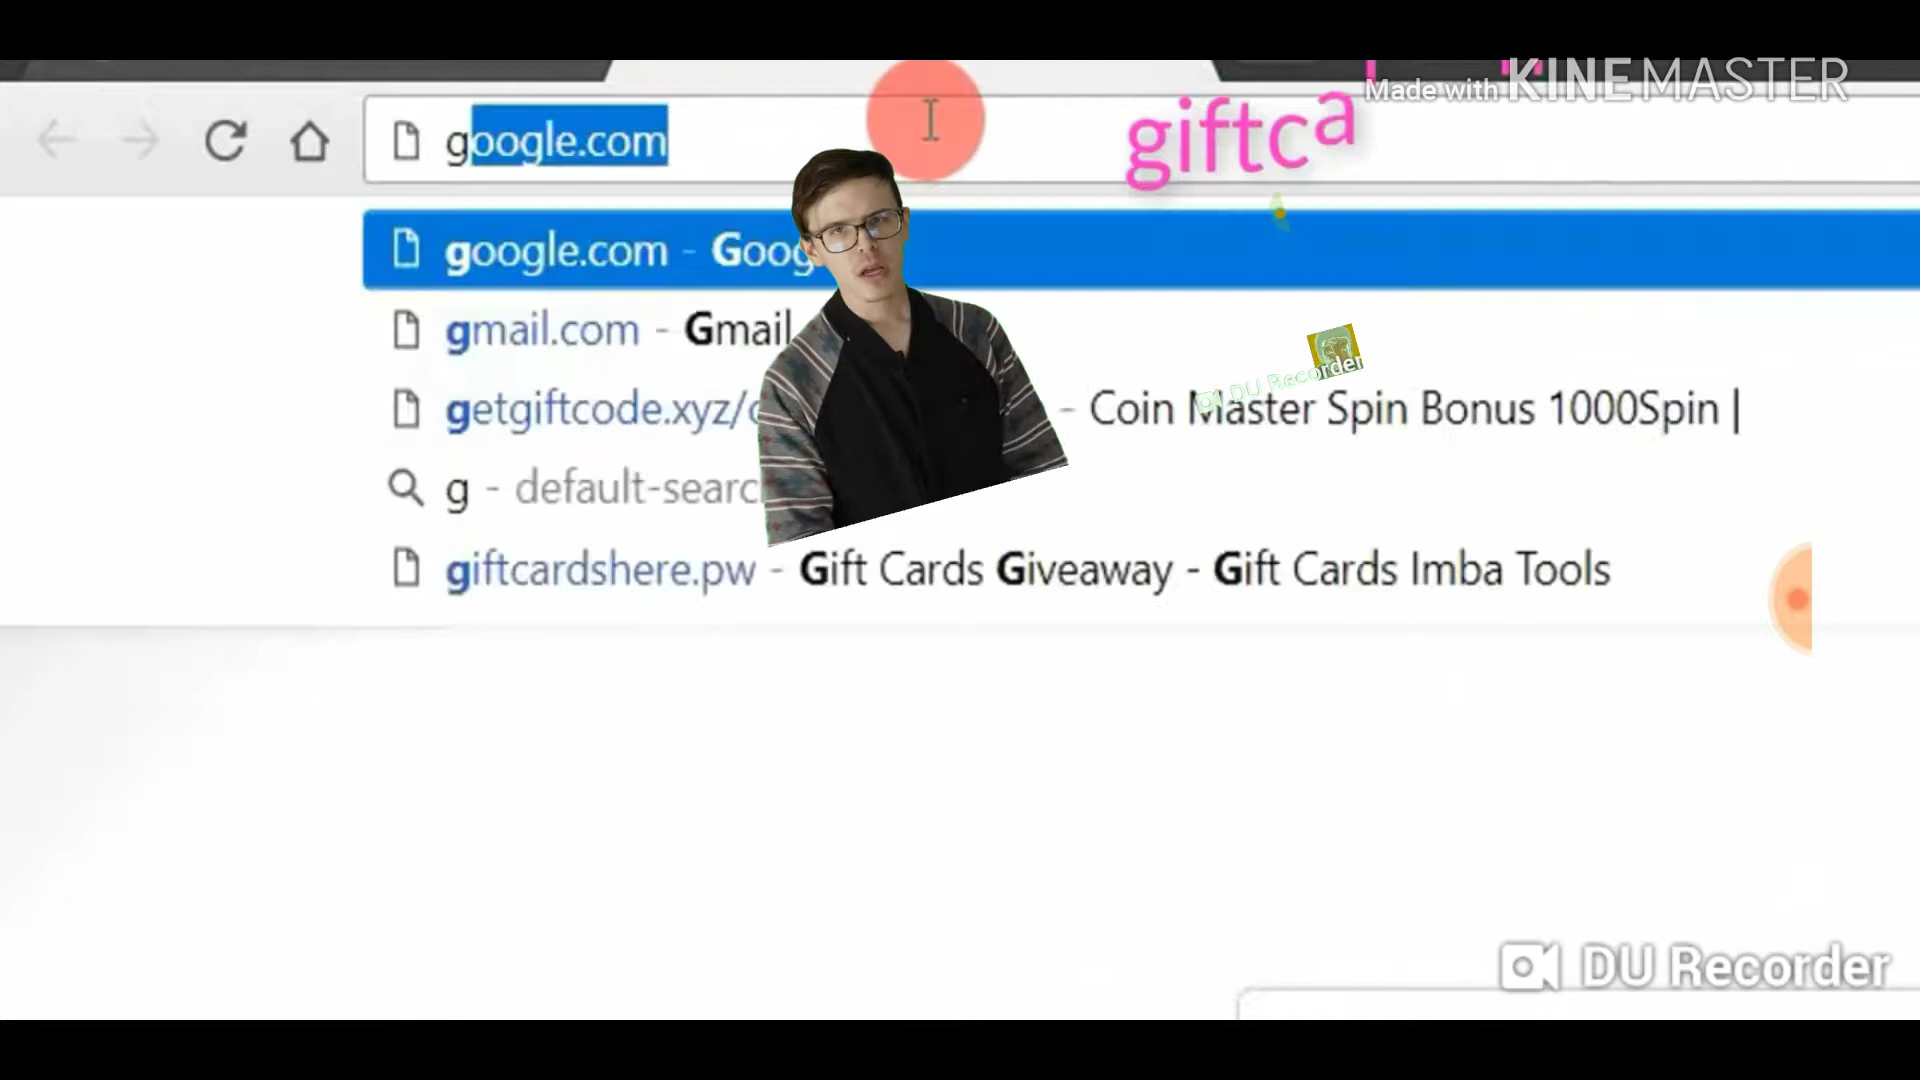 Made with KINEMASTER
google.com
giftca
google.com - Goog
gmail.com - Gmail
DU Recorder
getgiftcode.xyz/ - Coin Master Spin Bonus 1000Spin |
g - default-searc
giftcardshere.pw - Gift Cards Giveaway - Gift Cards Imba Tools
DU Recorder